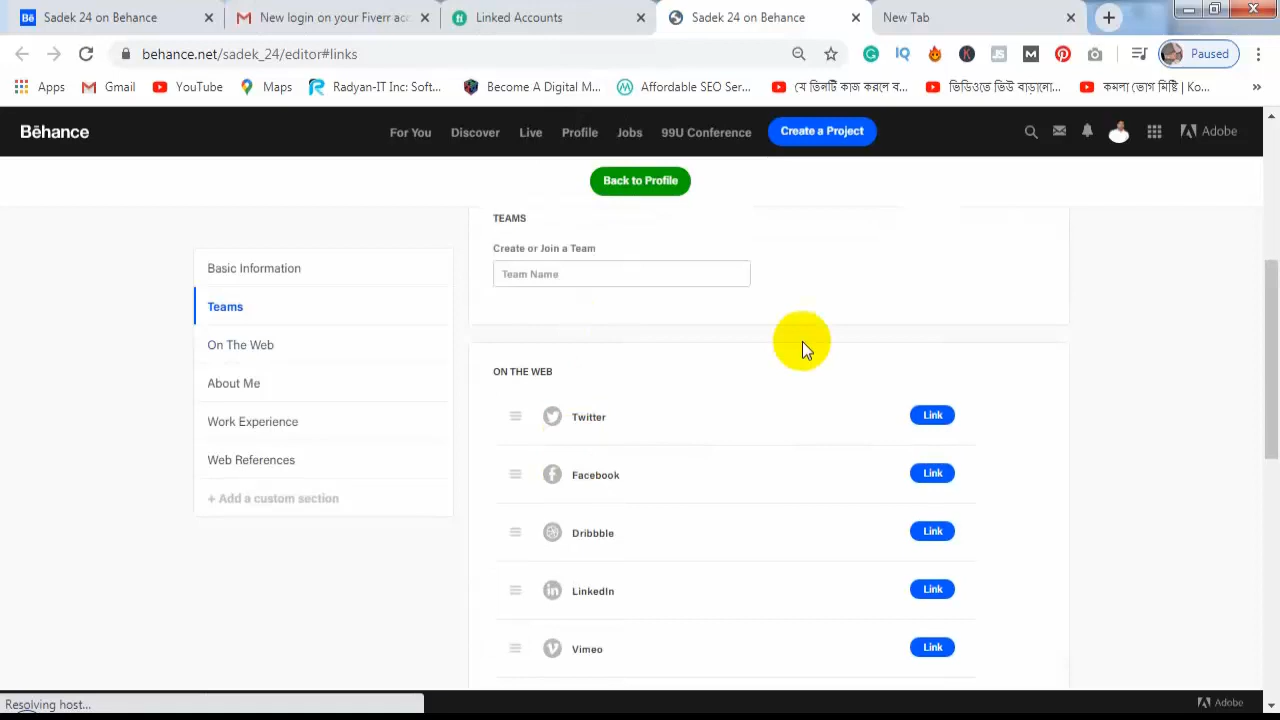 Bē Sadek 24 on Behance
New login on your Fiverr acc
Linked Accounts
Sadek 24 on Behance
New Tab
behance.net/sadek_24/editor#links
Paused
Apps
Gmail
YouTube
Maps
Radyan-IT Inc: Soft...
Become A Digital M...
Affordable SEO Ser...
যে তিনটি কাজ করলে ব...
ভিডিওতে ভিউ বাড়ানো...
কমলা ভোগ মিষ্টি | Ko...
Bēhance
For You
Discover
Live
Profile
Jobs
99U Conference
Create a Project
Adobe
Back to Profile
Basic Information
Teams
On The Web
About Me
Work Experience
Web References
+ Add a custom section
TEAMS
Create or Join a Team
Team Name
ON THE WEB
Twitter Link
Facebook Link
Dribbble Link
LinkedIn Link
Vimeo Link
Resolving host...
Adobe